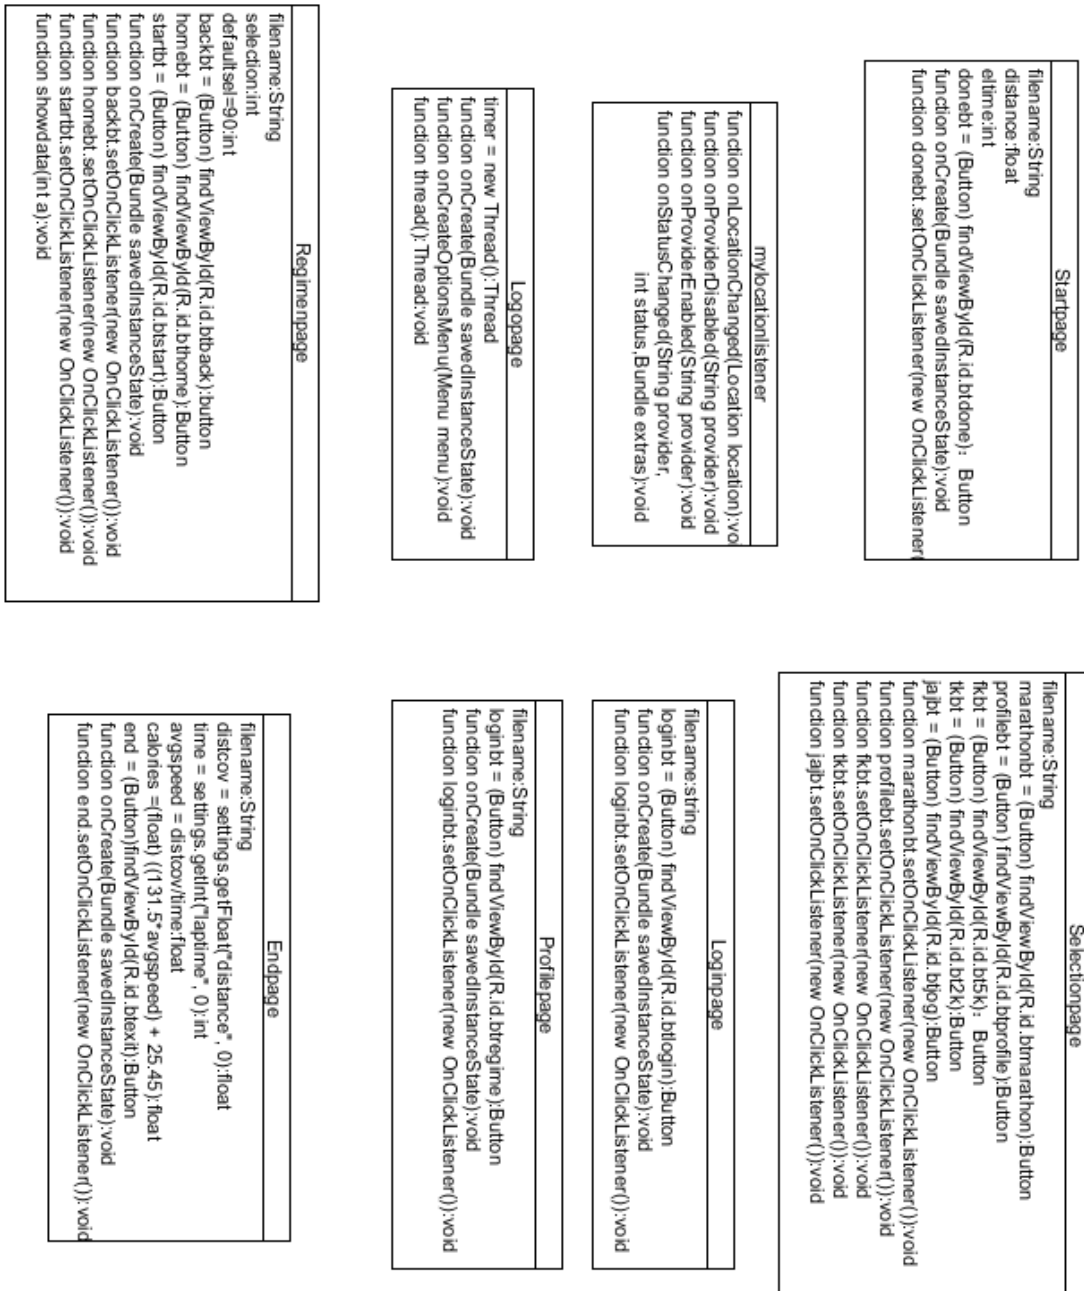 Startpage
filename:String
distance:float
eltime:int
donebt = (Button) findViewById(R.id.btdone): Button
function onCreate(Bundle savedInstanceState):void
function donebt.setOnClickListener(new OnClickListener(
Selectionpage
filename:String
marathonbt = (Button) findViewById(R.id.btmarathon):Button
profilebt = (Button) findViewById(R.id.btprofile):Button
fkbt = (Button) findViewById(R.id.bt5k): Button
tkbt = (Button) findViewById(R.id.bt2k):Button
jajbt = (Button) findViewById(R.id.btjog):Button
function marathonbt.setOnClickListener(new OnClickListener()):void
function profilebt.setOnClickListener(new OnClickListener()):void
function fkbt.setOnClickListener(new OnClickListener()):void
function tkbt.setOnClickListener(new OnClickListener()):void
function jajbt.setOnClickListener(new OnClickListener()):void
mylocationlistener
function onLocationChanged(Location location):voi
function onProviderDisabled(String provider):void
function onProviderEnabled(String provider):void
function onStatusChanged(String provider,
int status,Bundle extras):void
Loginpage
filename:string
loginbt = (Button) findViewById(R.id.btlogin):Button
function onCreate(Bundle savedInstanceState):void
function loginbt.setOnClickListener(new OnClickListener()):void
Logopage
timer = new Thread():Thread
function onCreate(Bundle savedInstanceState):void
function onCreateOptionsMenu(Menu menu):void
function thread():Thread:void
Profilepage
filename:String
loginbt = (Button) findViewById(R.id.btregime):Button
function onCreate(Bundle savedInstanceState):void
function loginbt.setOnClickListener(new OnClickListener()):void
Regimenpage
filename:String
selection:int
defaultsel=90:int
backbt = (Button) findViewById(R.id.btback):button
homebt = (Button) findViewById(R.id.bthome):Button
startbt = (Button) findViewById(R.id.btstart):Button
function onCreate(Bundle savedInstanceState):void
function backbt.setOnClickListener(new OnClickListener()):void
function homebt.setOnClickListener(new OnClickListener()):void
function startbt.setOnClickListener(new OnClickListener()):void
function showdata(int a):void
Endpage
filename:String
distcov = settings.getFloat("distance", 0):float
time = settings.getInt("laptime", 0):int
avgspeed = distcov/time:float
calories =(float) ((131.5*avgspeed) + 25.45):float
end = (Button)findViewById(R.id.btexit):Button
function onCreate(Bundle savedInstanceState):void
function end.setOnClickListener(new OnClickListener()):void